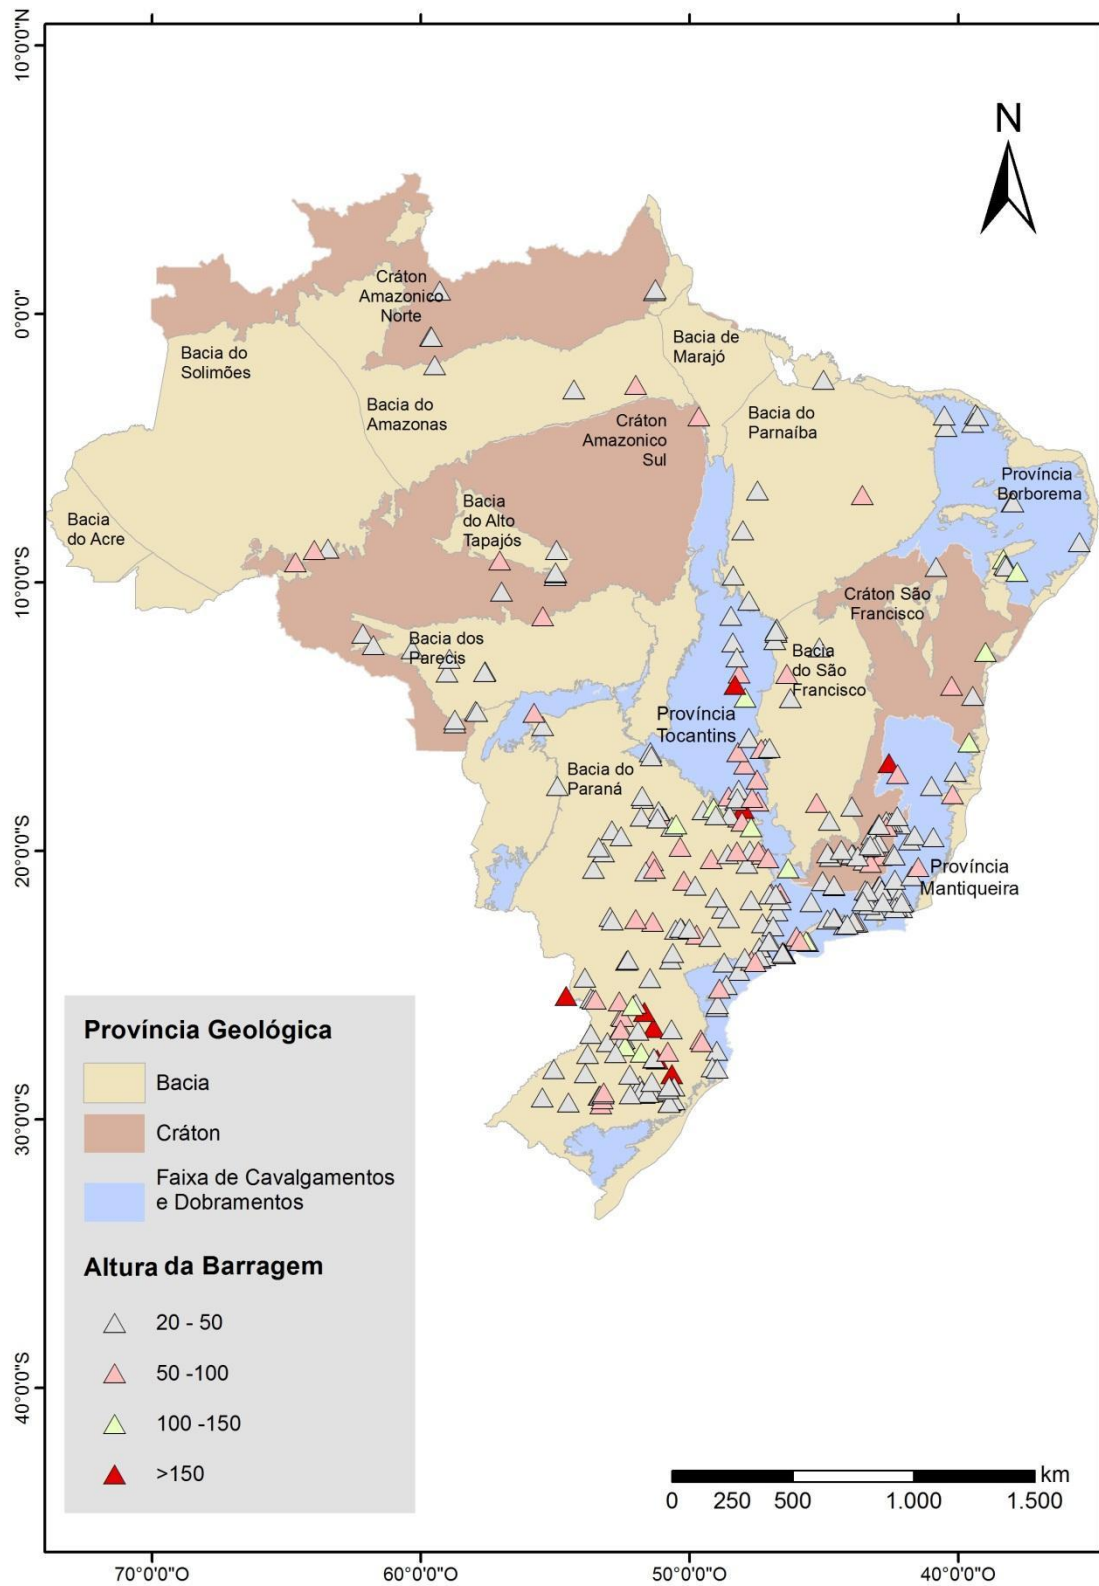 10°0'0"N
N
Cráton
Amazonico
Norte
0°0'0"
Bacia de
Marajó
Bacia do
Solimões
Bacia do
Amazonas
Bacia do
Parnaíba
Cráton
Amazonico
Sul
Província
Borborema
Bacia
do Alto
Tapajós
Bacia
do Acre
10°0'0"S
Cráton São
Francisco
Bacia dos
Parecis
Bacia
do São
Francisco
Província
Tocantins
Bacia do
Paraná
20°0'0"S
Província
Mantiqueira
30°0'0"S
40°0'0"S
Província Geológica
Bacia
Cráton
Faixa de Cavalgamentos
e Dobramentos
Altura da Barragem
20 - 50
50 -100
100 -150
>150
km
0 250 500 1.000 1.500
70°0'0"O 60°0'0"O 50°0'0"O 40°0'0"O